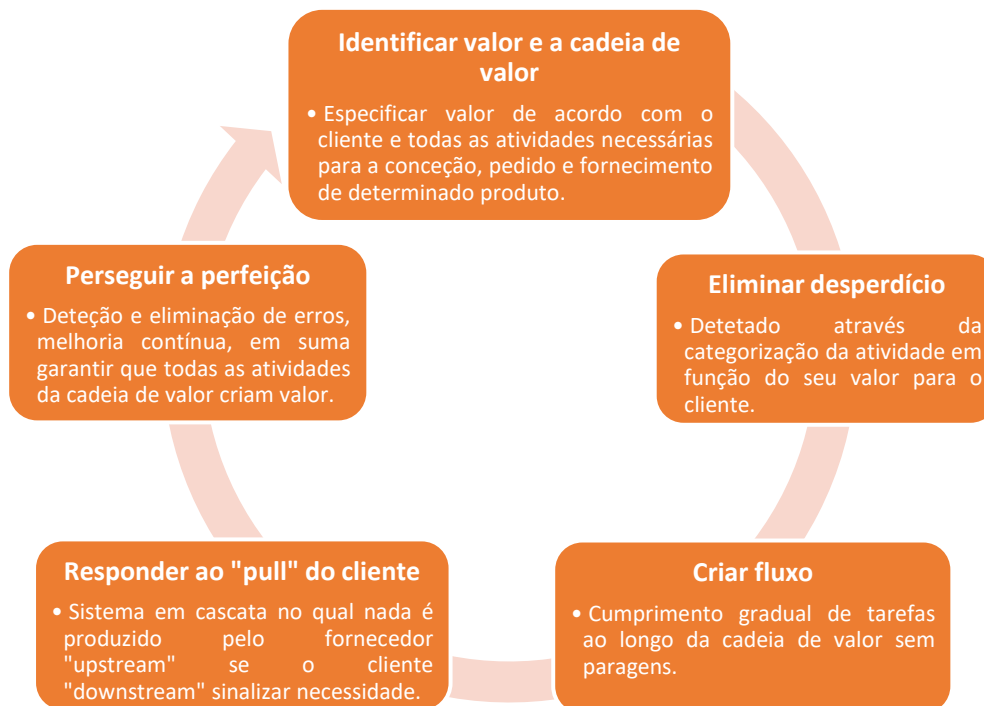 Identificar valor e a cadeia de
valor
• Especificar valor de acordo com o
cliente e todas as atividades necessárias
para a conceção, pedido e fornecimento
de determinado produto.
Eliminar desperdício
• Detetado através da
categorização da atividade em
função do seu valor para o
cliente.
Criar fluxo
• Cumprimento gradual de tarefas
ao longo da cadeia de valor sem
paragens.
Responder ao "pull" do cliente
• Sistema em cascata no qual nada é
produzido pelo fornecedor
"upstream" se o cliente
"downstream" sinalizar necessidade.
Perseguir a perfeição
• Deteção e eliminação de erros,
melhoria contínua, em suma
garantir que todas as atividades
da cadeia de valor criam valor.